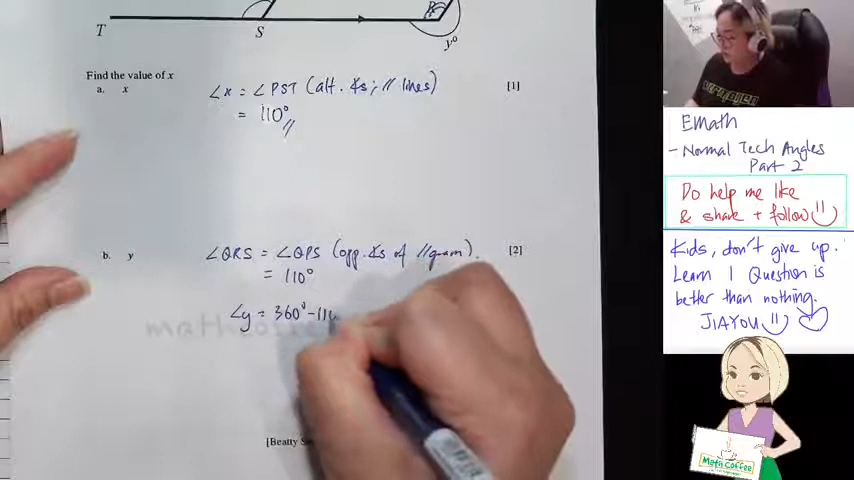 T
S
R
y°
Find the value of x
a. x
∠x = ∠PST (alt. ∠s; // lines)
[1]
= 110°
b. y
∠QRS = ∠QPS (opp. ∠s of //gram).
[2]
= 110°
∠y = 360° - 110
[Beatty
Emath
- Normal Tech Angles
Part 2
Do help me like
& share + follow
Kids, don't give up.
Learn 1 Question is
better than nothing.
JIAYOU
Math Coffee